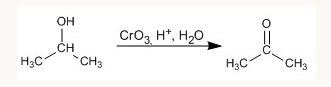 OH
CH
H₃C CH₃
CrO₃, H⁺, H₂O
O
C
H₃C CH₃